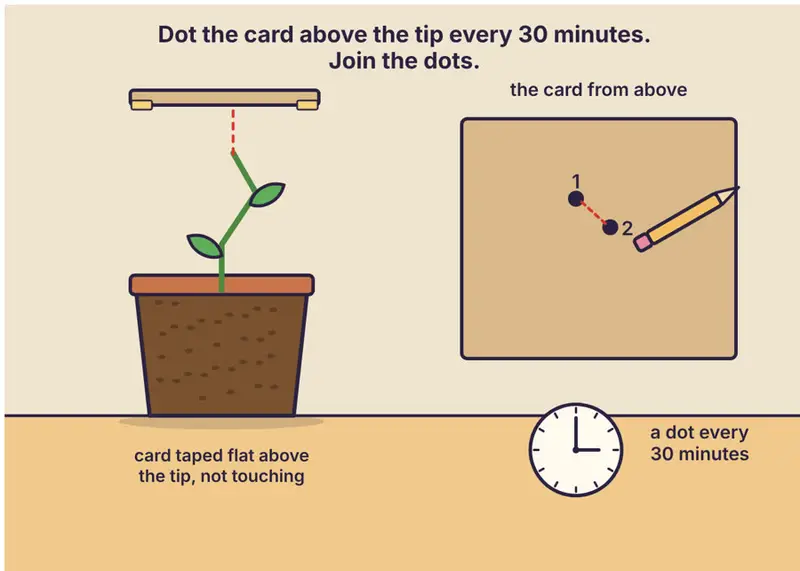 Dot the card above the tip every 30 minutes.
Join the dots.
the card from above
1
2
card taped flat above
the tip, not touching
a dot every
30 minutes